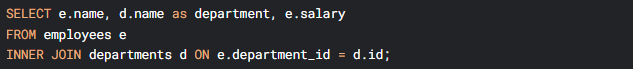 SELECT e.name, d.name as department, e.salary
FROM employees e
INNER JOIN departments d ON e.department_id = d.id;